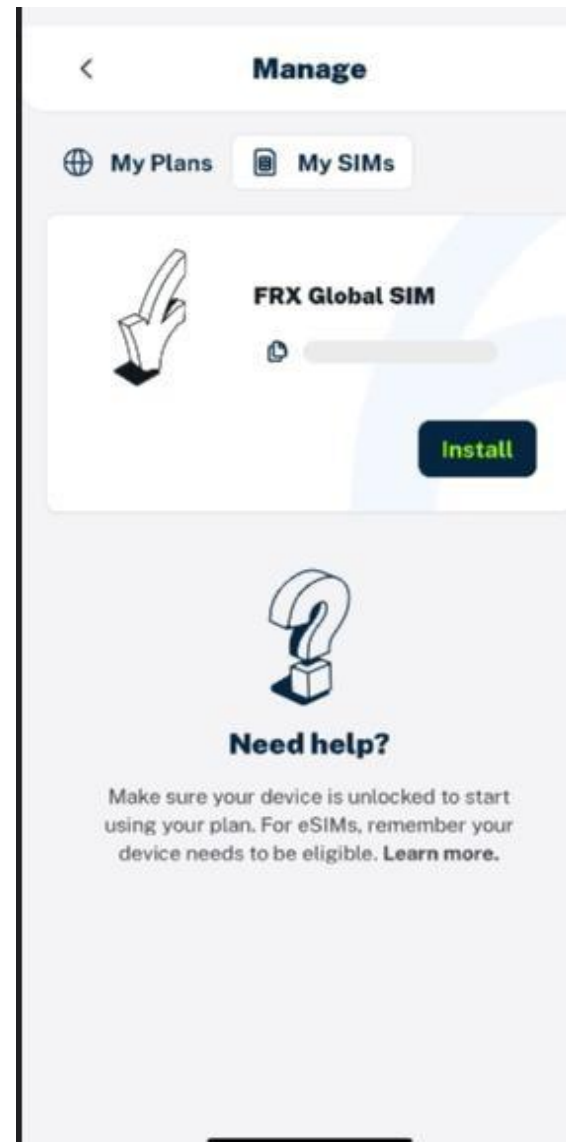 Manage
My Plans
My SIMs
FRX Global SIM
Install
Need help?
Make sure your device is unlocked to start
using your plan. For eSIMs, remember your
device needs to be eligible. Learn more.